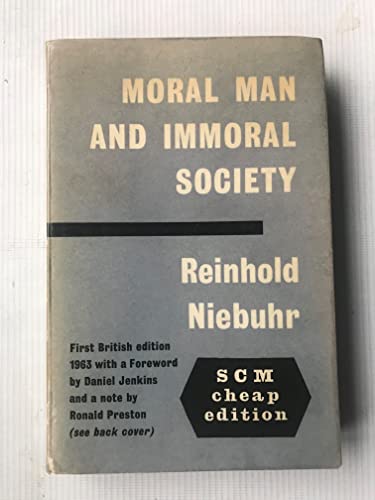 MORAL MAN
AND IMMORAL
SOCIETY
Reinhold
Niebuhr
First British edition
1963 with a Foreword
by Daniel Jenkins
and a note by
Ronald Preston
(see back cover)
SCM
cheap
edition